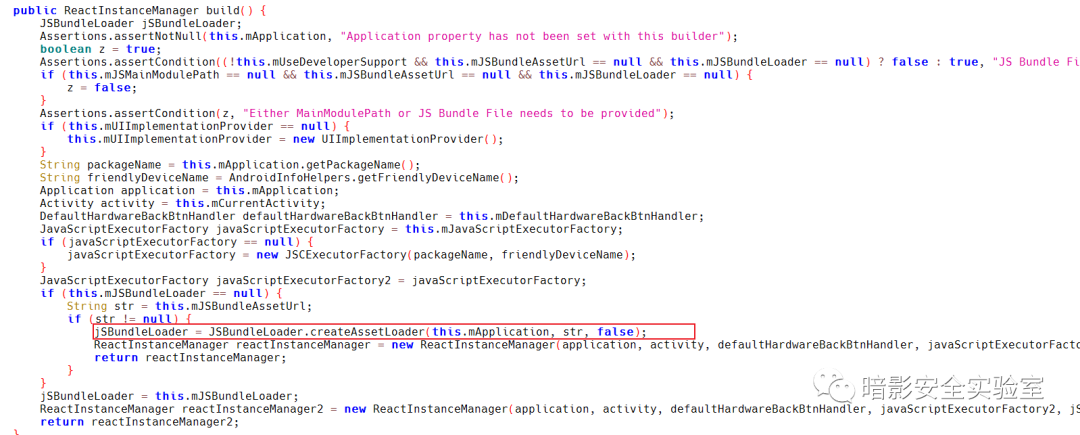 public ReactInstanceManager build() {
JSBundleLoader jSBundleLoader;
Assertions.assertNotNull(this.mApplication, "Application property has not been set with this builder");
boolean z = true;
Assertions.assertCondition((!this.mUseDeveloperSupport && this.mJSBundleAssetUrl == null && this.mJSBundleLoader == null) ? false : true, "JS Bundle Fi
if (this.mJSMainModulePath == null && this.mJSBundleAssetUrl == null && this.mJSBundleLoader == null) {
z = false;
}
Assertions.assertCondition(z, "Either MainModulePath or JS Bundle File needs to be provided");
if (this.mUIImplementationProvider == null) {
this.mUIImplementationProvider = new UIImplementationProvider();
}
String packageName = this.mApplication.getPackageName();
String friendlyDeviceName = AndroidInfoHelpers.getFriendlyDeviceName();
Application application = this.mApplication;
Activity activity = this.mCurrentActivity;
DefaultHardwareBackBtnHandler defaultHardwareBackBtnHandler = this.mDefaultHardwareBackBtnHandler;
JavaScriptExecutorFactory javaScriptExecutorFactory = this.mJavaScriptExecutorFactory;
if (javaScriptExecutorFactory == null) {
javaScriptExecutorFactory = new JSCExecutorFactory(packageName, friendlyDeviceName);
}
JavaScriptExecutorFactory javaScriptExecutorFactory2 = javaScriptExecutorFactory;
if (this.mJSBundleLoader == null) {
String str = this.mJSBundleAssetUrl;
if (str != null) {
jSBundleLoader = JSBundleLoader.createAssetLoader(this.mApplication, str, false);
ReactInstanceManager reactInstanceManager = new ReactInstanceManager(application, activity, defaultHardwareBackBtnHandler, javaScriptExecutorFacto
return reactInstanceManager;
}
}
jSBundleLoader = this.mJSBundleLoader;
ReactInstanceManager reactInstanceManager2 = new ReactInstanceManager(application, activity, defaultHardwareBackBtnHandler, javaScriptExecutorFactory2, jS
return reactInstanceManager2;
}
暗影安全实验室